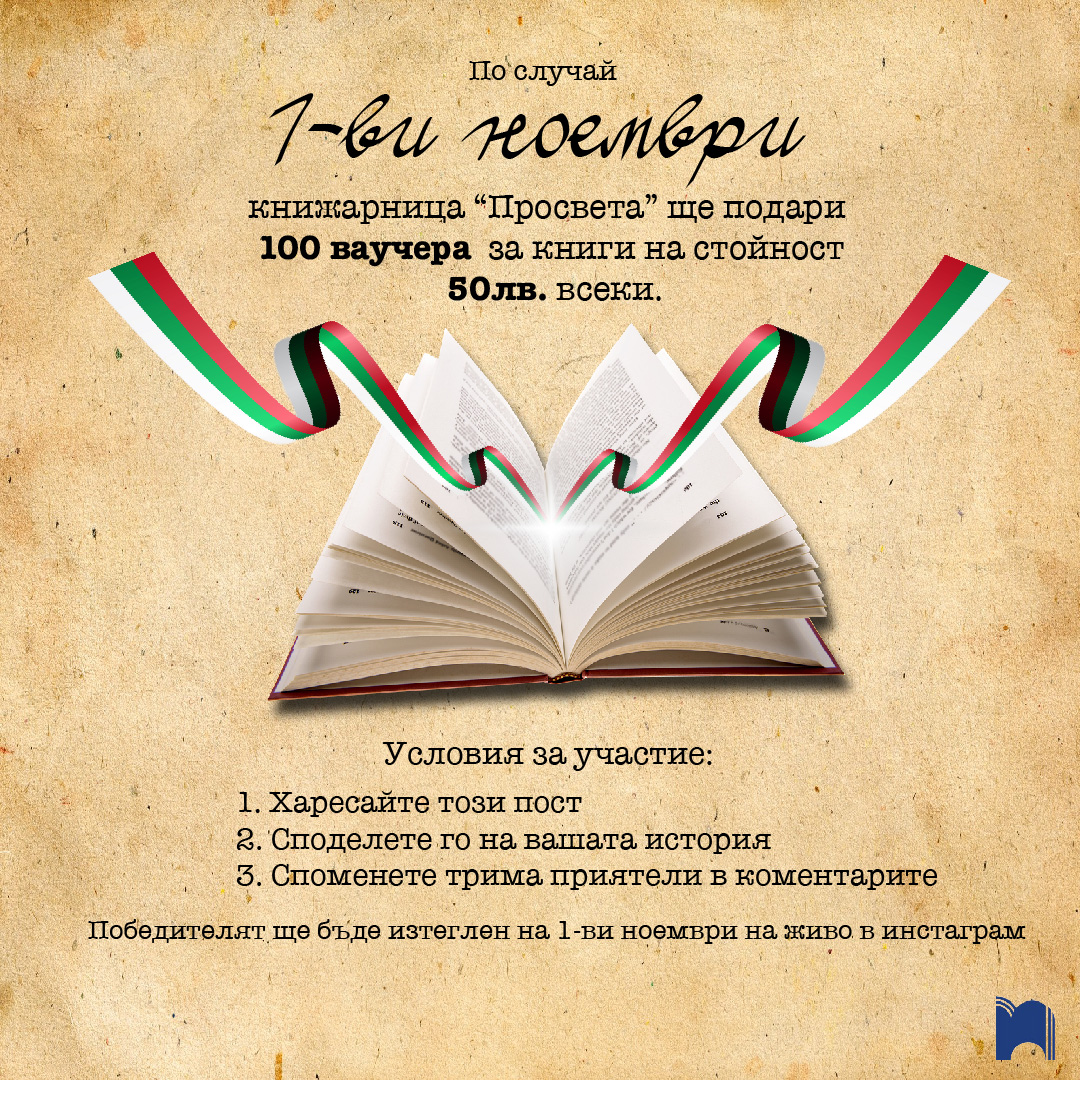 По случай
1-ви ноември
книжарница “Просвета” ще подари
100 ваучера за книги на стойност
50лв. всеки.
Условия за участие:
1. Харесайте този пост
2. Споделете го на вашата история
3. Споменете трима приятели в коментарите
Победителят ще бъде изтеглен на 1-ви ноември на живо в инстаграм